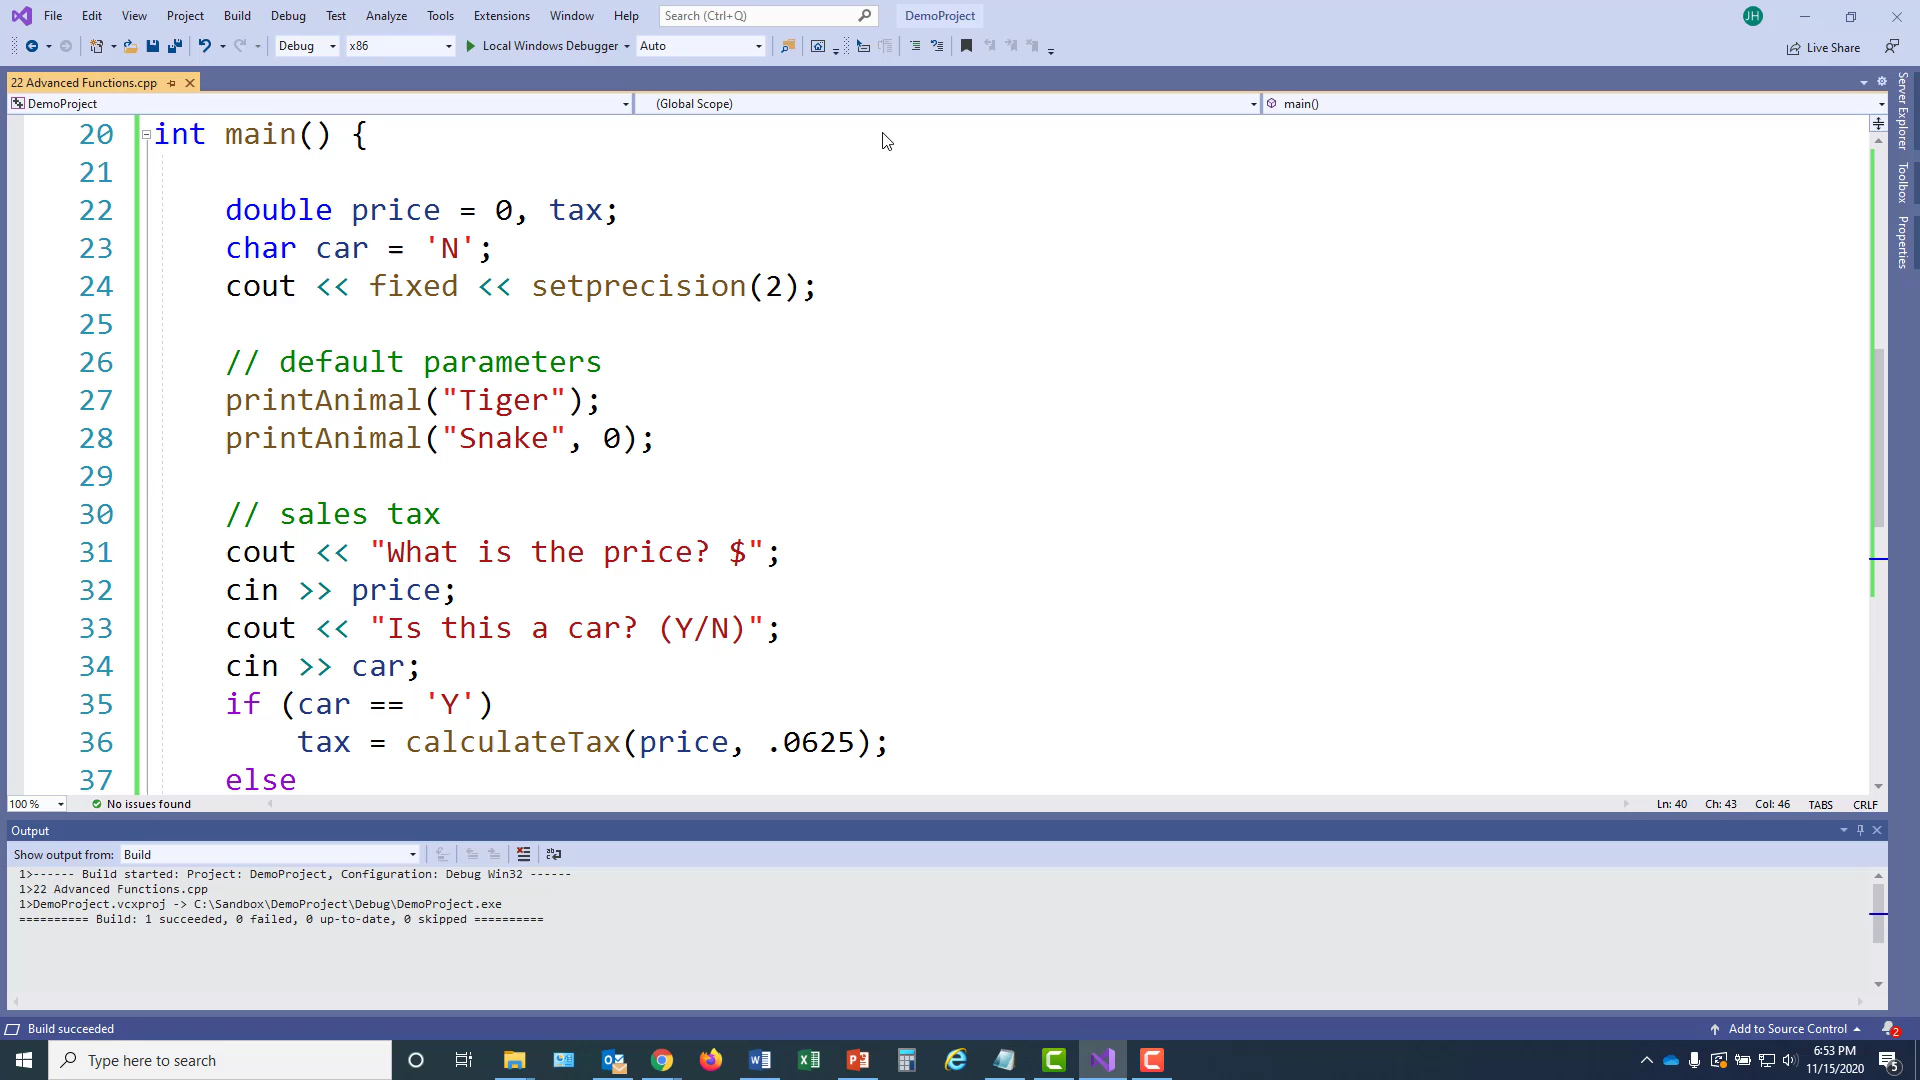 File Edit View Project Build Debug Test Analyze Tools Extensions Window Help Search (Ctrl+Q) DemoProject JH
Debug x86 Local Windows Debugger Auto Live Share
22 Advanced Functions.cpp
DemoProject (Global Scope) main()
20 int main() {
21
22 double price = 0, tax;
23 char car = 'N';
24 cout << fixed << setprecision(2);
25
26 // default parameters
27 printAnimal("Tiger");
28 printAnimal("Snake", 0);
29
30 // sales tax
31 cout << "What is the price? $";
32 cin >> price;
33 cout << "Is this a car? (Y/N)";
34 cin >> car;
35 if (car == 'Y')
36 tax = calculateTax(price, .0625);
37 else
100 % No issues found Ln: 40 Ch: 43 Col: 46 TABS CRLF
Server Explorer
Toolbox
Properties
Output
Show output from: Build
1>------ Build started: Project: DemoProject, Configuration: Debug Win32 ------
1>22 Advanced Functions.cpp
1>DemoProject.vcxproj -> C:\Sandbox\DemoProject\Debug\DemoProject.exe
========== Build: 1 succeeded, 0 failed, 0 up-to-date, 0 skipped ==========
Build succeeded Add to Source Control 2
Type here to search
6:53 PM
11/15/2020
5